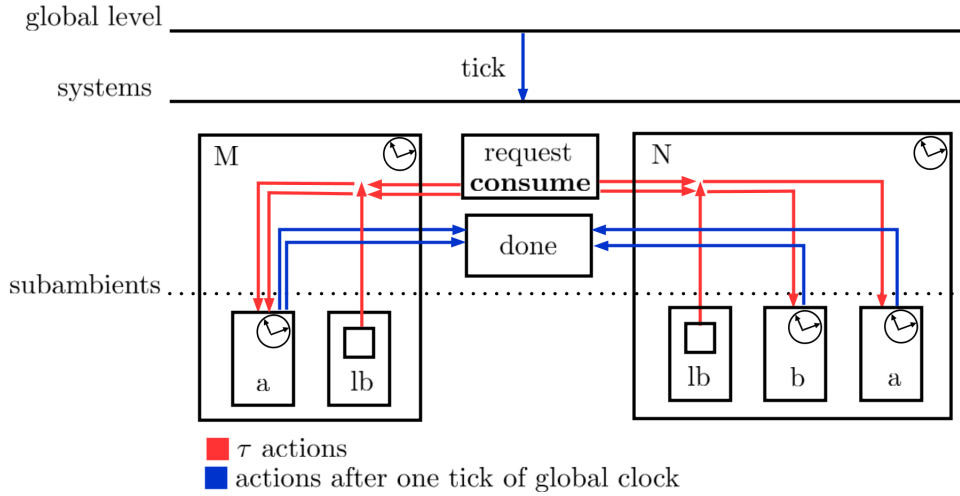 global level
tick
systems
M
request
consume
N
done
subambients
a
lb
lb
b
a
τ actions
actions after one tick of global clock